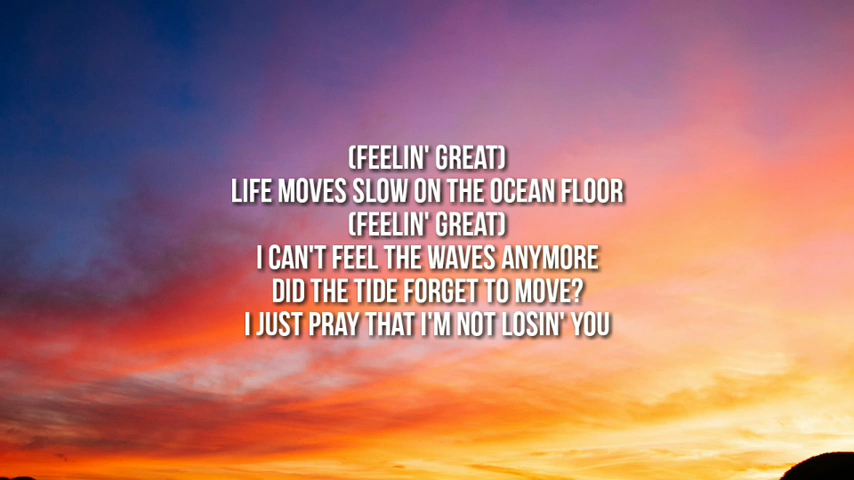 (FEELIN' GREAT)
LIFE MOVES SLOW ON THE OCEAN FLOOR
(FEELIN' GREAT)
I CAN'T FEEL THE WAVES ANYMORE
DID THE TIDE FORGET TO MOVE?
I JUST PRAY THAT I'M NOT LOSIN' YOU